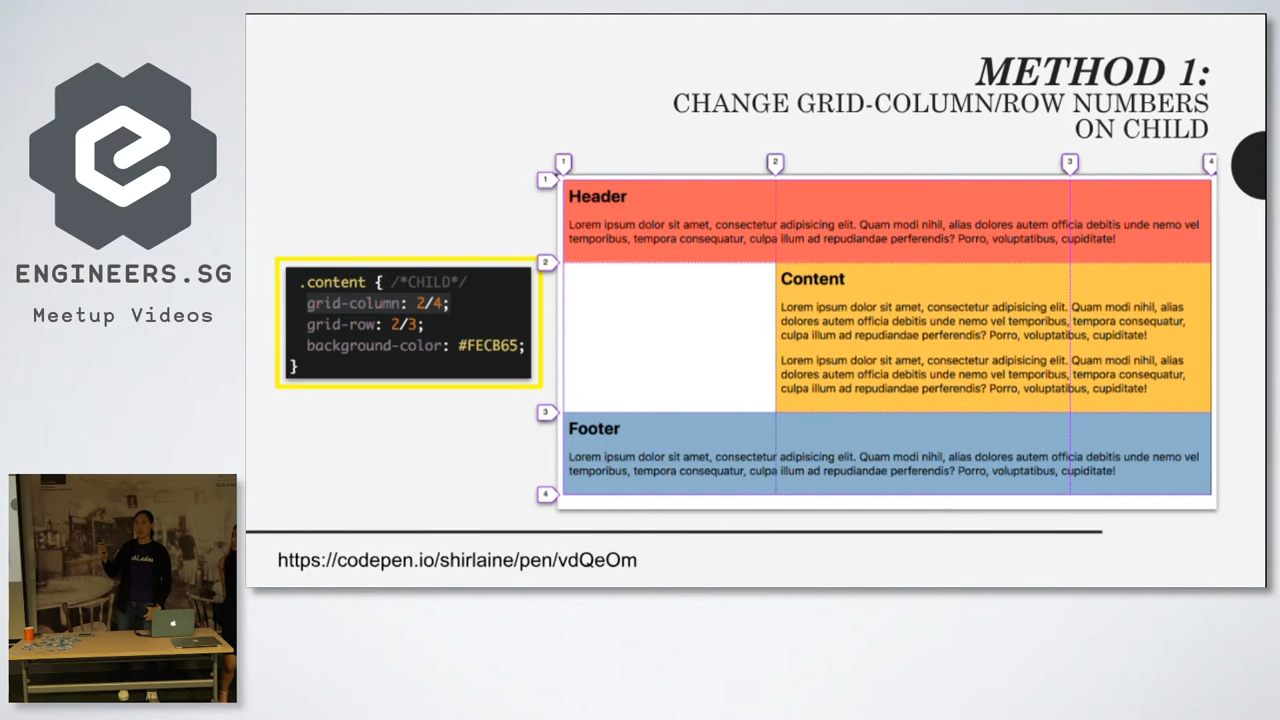 ENGINEERS.SG
Meetup Videos
METHOD 1:
CHANGE GRID-COLUMN/ROW NUMBERS
ON CHILD
.content { /*CHILD*/
grid-column: 2/4;
grid-row: 2/3;
background-color: #FECB65;
}
1
2
3
4
1
Header
Lorem ipsum dolor sit amet, consectetur adipisicing elit. Quam modi nihil, alias dolores autem officia debitis unde nemo vel
temporibus, tempora consequatur, culpa illum ad repudiandae perferendis? Porro, voluptatibus, cupiditate!
2
Content
Lorem ipsum dolor sit amet, consectetur adipisicing elit. Quam modi nihil, alias
dolores autem officia debitis unde nemo vel temporibus, tempora consequatur,
culpa illum ad repudiandae perferendis? Porro, voluptatibus, cupiditate!
Lorem ipsum dolor sit amet, consectetur adipisicing elit. Quam modi nihil, alias
dolores autem officia debitis unde nemo vel temporibus, tempora consequatur,
culpa illum ad repudiandae perferendis? Porro, voluptatibus, cupiditate!
3
Footer
Lorem ipsum dolor sit amet, consectetur adipisicing elit. Quam modi nihil, alias dolores autem officia debitis unde nemo vel
temporibus, tempora consequatur, culpa illum ad repudiandae perferendis? Porro, voluptatibus, cupiditate!
4
https://codepen.io/shirlaine/pen/vdQeOm